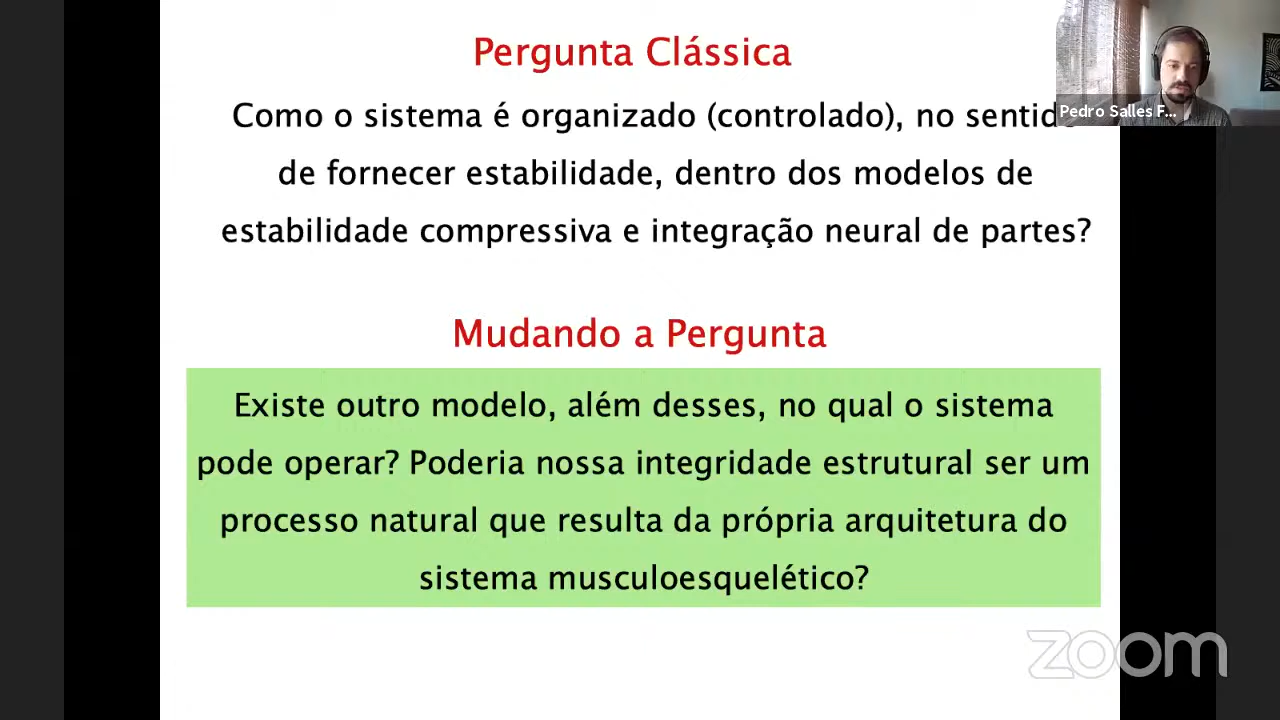 Pergunta Clássica
Como o sistema é organizado (controlado), no sentido
de fornecer estabilidade, dentro dos modelos de
estabilidade compressiva e integração neural de partes?
Mudando a Pergunta
Existe outro modelo, além desses, no qual o sistema
pode operar? Poderia nossa integridade estrutural ser um
processo natural que resulta da própria arquitetura do
sistema musculoesquelético?
Pedro Salles F...
zoom